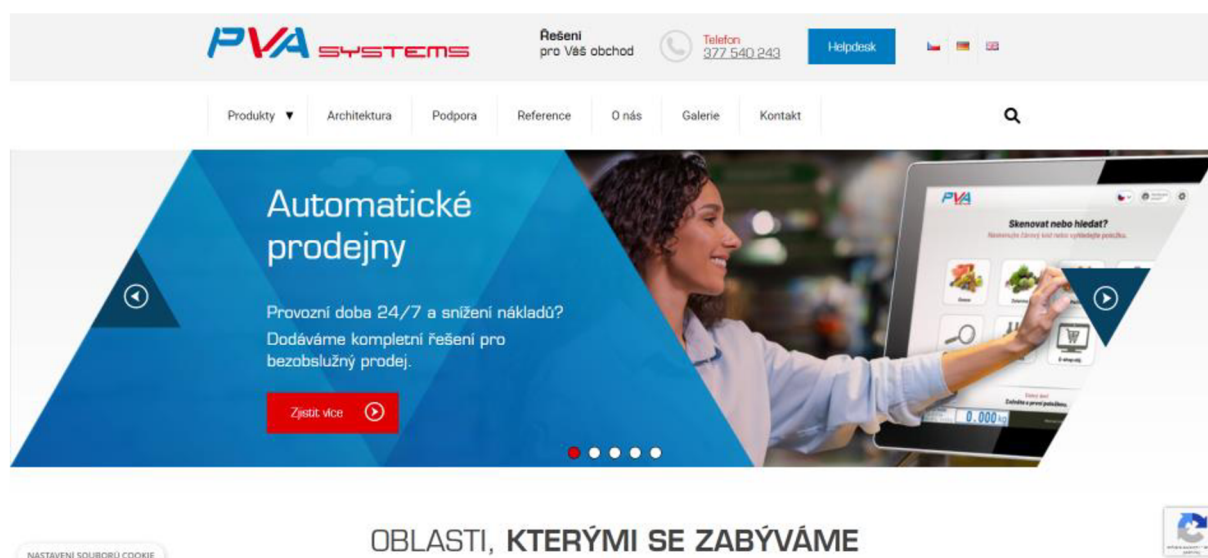 PVA SYSTEMS
Řešení
pro Váš obchod
Telefon
377 540 243
Helpdesk
Produkty ▼
Architektura
Podpora
Reference
O nás
Galerie
Kontakt
Automatické
prodejny
Provozní doba 24/7 a snížení nákladů?
Dodáváme kompletní řešení pro
bezobslužný prodej.
Zjistit více
PVA
Skenovat nebo hledat?
0.000 kg
OBLASTI, KTERÝMI SE ZABÝVÁME
NASTAVENÍ SOUBORŮ COOKIE